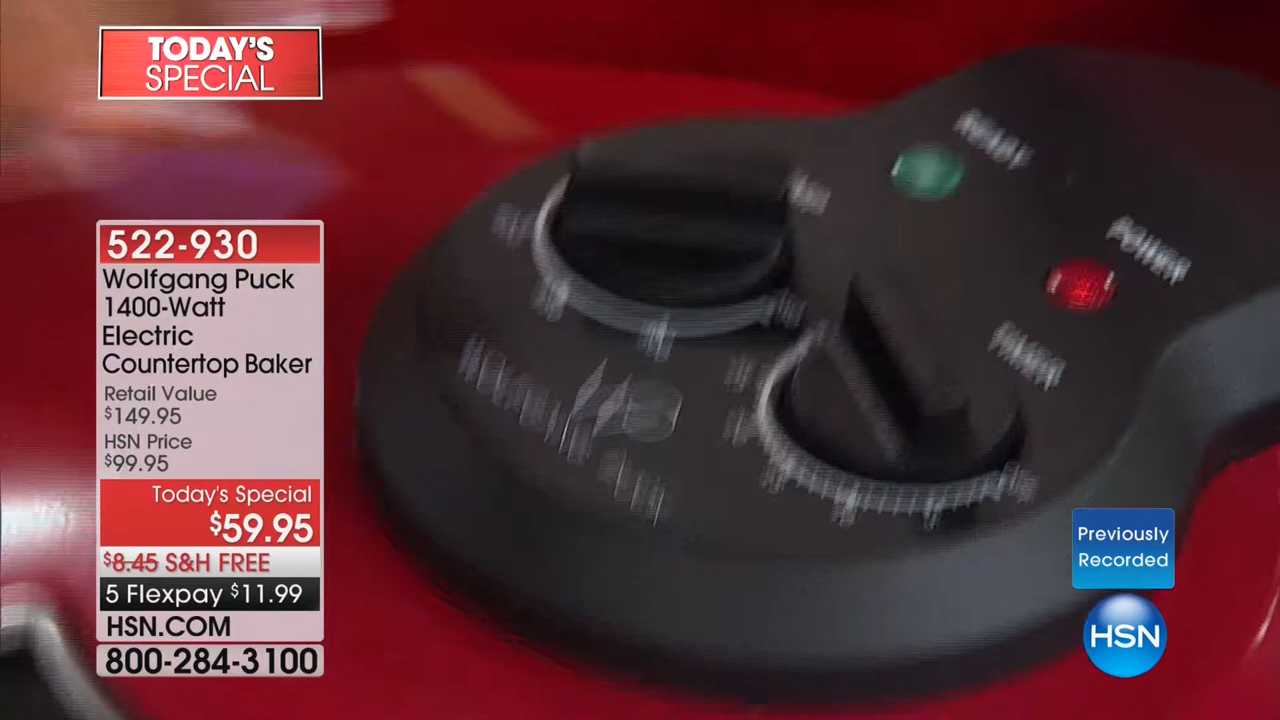 TODAY'S
SPECIAL
522-930
Wolfgang Puck
1400-Watt
Electric
Countertop Baker
Retail Value
$149.95
HSN Price
$99.95
Today's Special
$59.95
$8.45 S&H FREE
5 Flexpay $11.99
HSN.COM
800-284-3100
POWER
Previously
Recorded
HSN